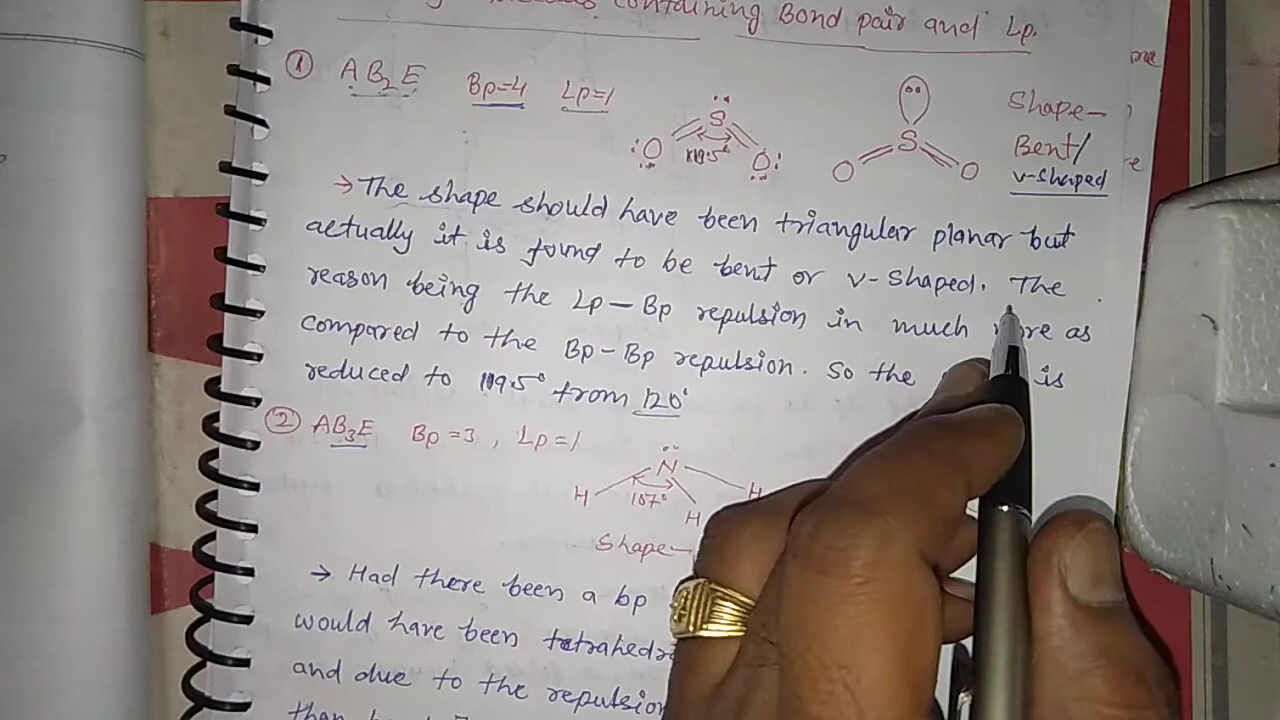 containing Bond pair and Lp.
① AB₂E Bp=4 Lp=1
S
O 119.5° O
S
O O
Shape-
Bent/
v-shaped
→ The shape should have been triangular planar but
actually it is found to be bent or v-shaped. The
reason being the Lp-Bp repulsion in much more as
compared to the Bp-Bp repulsion. So the is
reduced to 119.5° from 120°
② AB₃E Bp=3, Lp=1
N
H 107° H
H
Shape-
→ Had there been a bp
would have been
and due to the repulsion